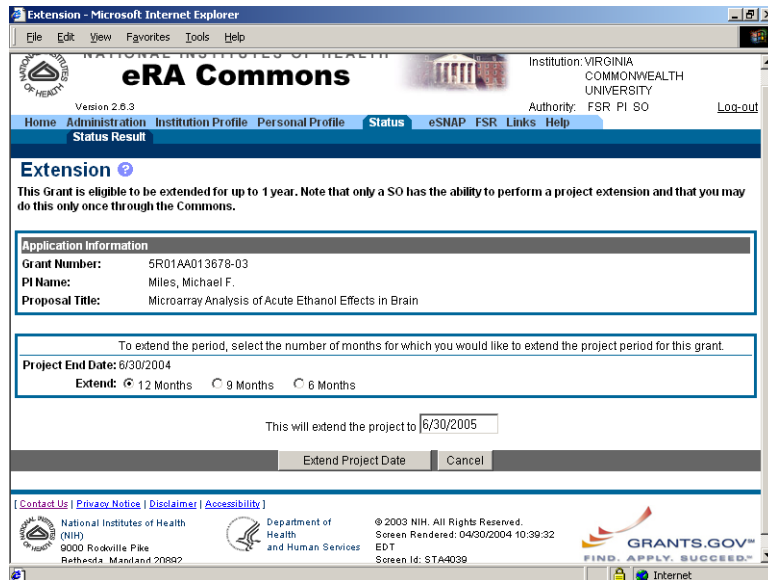 Extension - Microsoft Internet Explorer
File Edit View Favorites Tools Help
NATIONAL INSTITUTES OF HEALTH
eRA Commons
Version 2.6.3
Institution: VIRGINIA
COMMONWEALTH
UNIVERSITY
Authority: FSR PI SO
Log-out
Home Administration Institution Profile Personal Profile Status eSNAP FSR Links Help
Status Result
Extension ?
This Grant is eligible to be extended for up to 1 year. Note that only a SO has the ability to perform a project extension and that you may
do this only once through the Commons.
Application Information
Grant Number: 5R01AA013678-03
PI Name: Miles, Michael F.
Proposal Title: Microarray Analysis of Acute Ethanol Effects in Brain
To extend the period, select the number of months for which you would like to extend the project period for this grant.
Project End Date: 6/30/2004
Extend: 12 Months 9 Months 6 Months
This will extend the project to 6/30/2005
Extend Project Date Cancel
[ Contact Us | Privacy Notice | Disclaimer | Accessibility ]
National Institutes of Health
(NIH)
9000 Rockville Pike
Bethesda, Maryland 20892
Department of
Health
and Human Services
© 2003 NIH. All Rights Reserved.
Screen Rendered: 04/30/2004 10:39:32
EDT
Screen Id: STA4039
GRANTS.GOV℠
FIND. APPLY. SUCCEED.℠
Internet